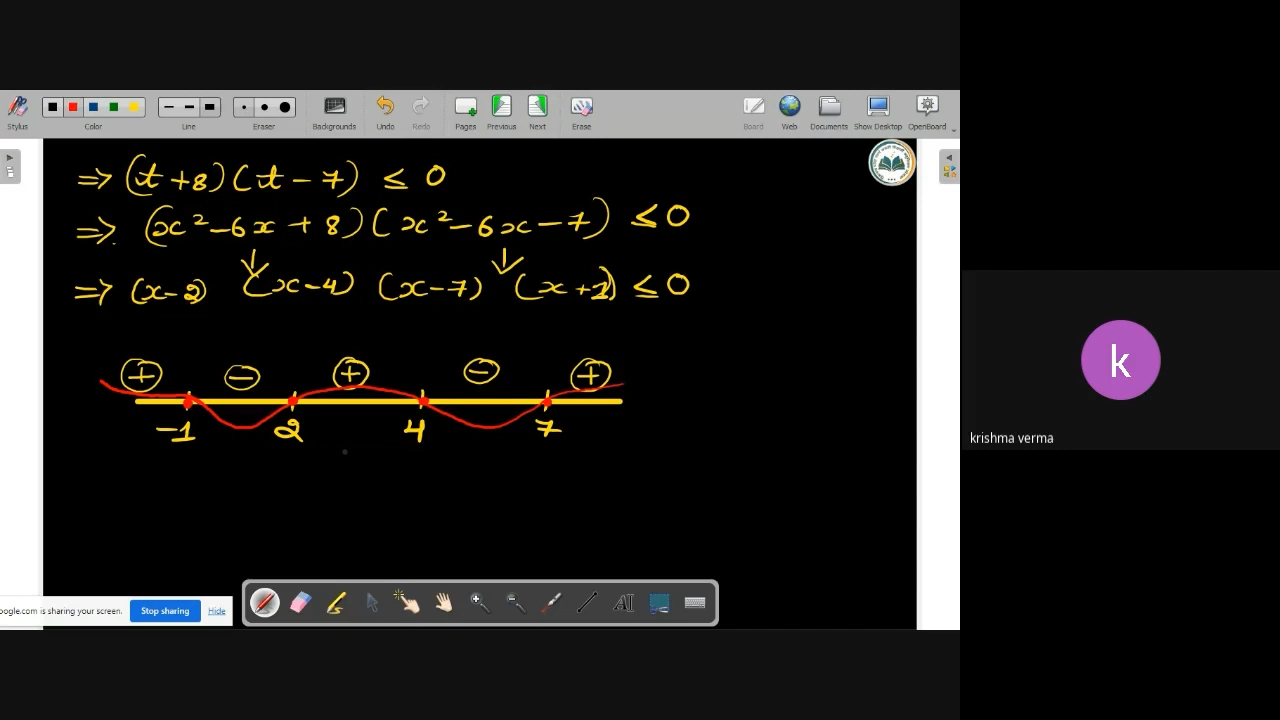 Stylus Color Line Eraser Backgrounds Undo Redo Pages Previous Next Erase Board Web Documents Show Desktop OpenBoard
=> (t + 8) (t - 7) ≤ 0
=> (x² - 6x + 8) (x² - 6x - 7) ≤ 0
=> (x - 2) (x - 4) (x - 7) (x + 1) ≤ 0
+ - + - +
-1 2 4 7
k
krishma verma
oogle.com is sharing your screen. Stop sharing Hide